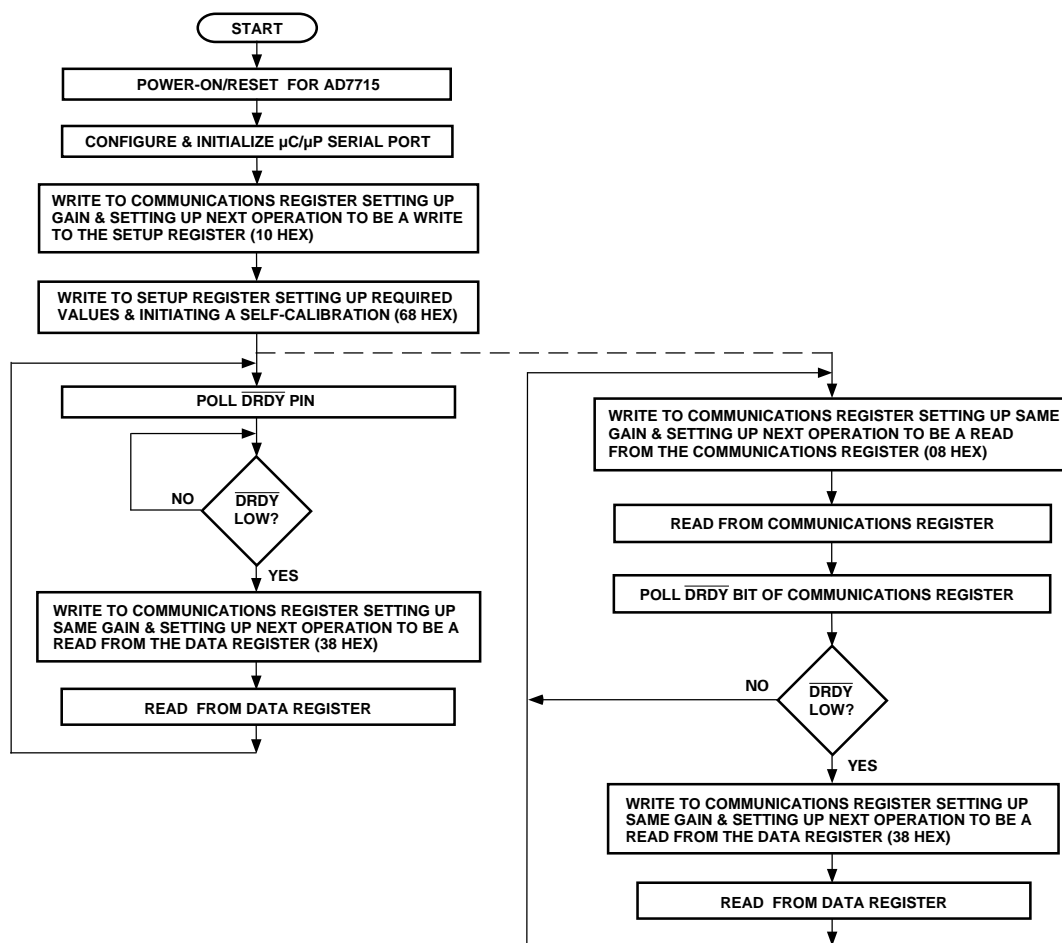 START
POWER-ON/RESET FOR AD7715
CONFIGURE & INITIALIZE µC/µP SERIAL PORT
WRITE TO COMMUNICATIONS REGISTER SETTING UP
GAIN & SETTING UP NEXT OPERATION TO BE A WRITE
TO THE SETUP REGISTER (10 HEX)
WRITE TO SETUP REGISTER SETTING UP REQUIRED
VALUES & INITIATING A SELF-CALIBRATION (68 HEX)
POLL DRDY PIN
NO
DRDY
LOW?
YES
WRITE TO COMMUNICATIONS REGISTER SETTING UP
SAME GAIN & SETTING UP NEXT OPERATION TO BE A
READ FROM THE DATA REGISTER (38 HEX)
READ FROM DATA REGISTER
WRITE TO COMMUNICATIONS REGISTER SETTING UP SAME
GAIN & SETTING UP NEXT OPERATION TO BE A READ
FROM THE COMMUNICATIONS REGISTER (08 HEX)
READ FROM COMMUNICATIONS REGISTER
POLL DRDY BIT OF COMMUNICATIONS REGISTER
NO
DRDY
LOW?
YES
WRITE TO COMMUNICATIONS REGISTER SETTING UP
SAME GAIN & SETTING UP NEXT OPERATION TO BE A
READ FROM THE DATA REGISTER (38 HEX)
READ FROM DATA REGISTER